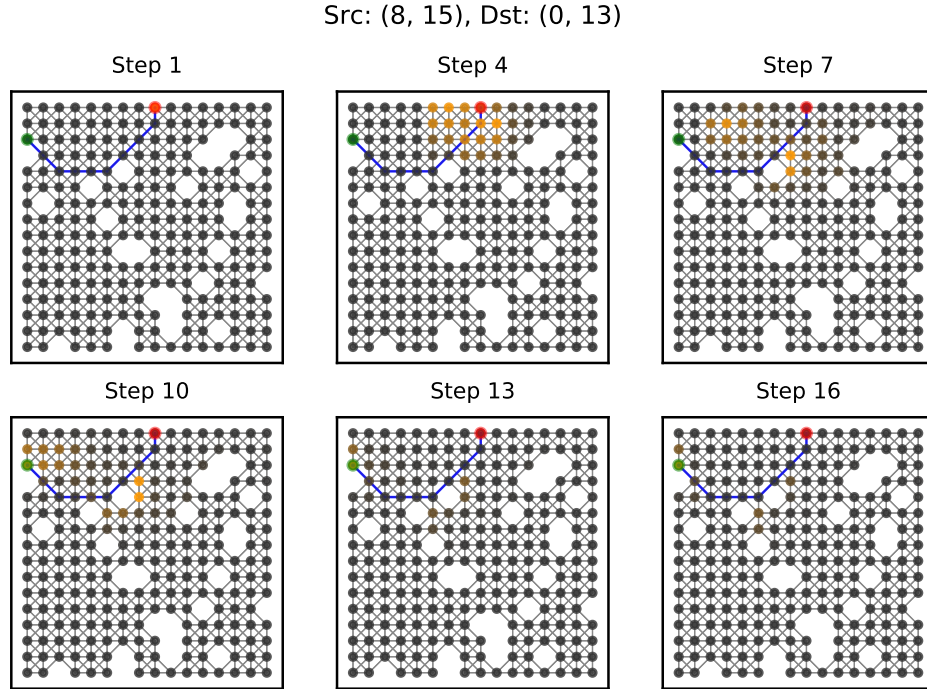 Src: (8, 15), Dst: (0, 13)
Step 1
Step 4
Step 7
Step 10
Step 13
Step 16